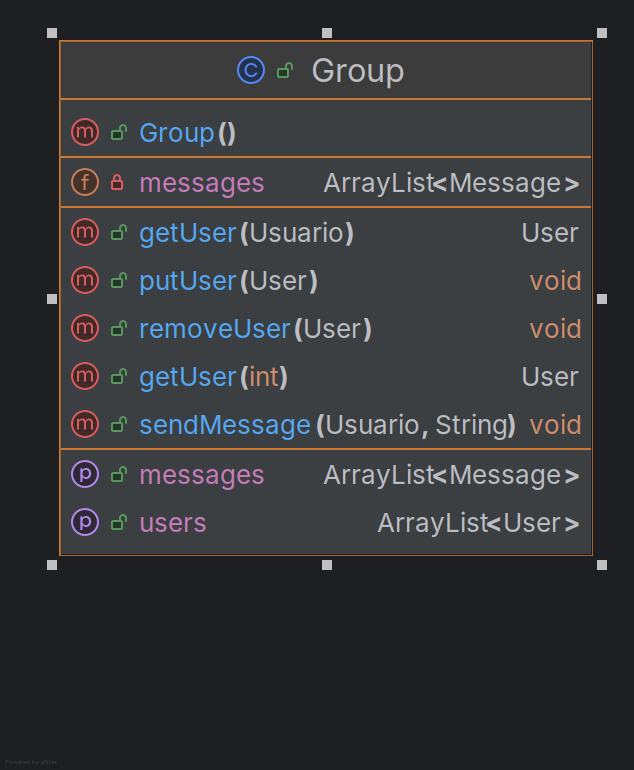 C Group
m Group()
f messages ArrayList<Message>
m getUser(Usuario) User
m putUser(User) void
m removeUser(User) void
m getUser(int) User
m sendMessage(Usuario, String) void
p messages ArrayList<Message>
p users ArrayList<User>
Powered by yFiles